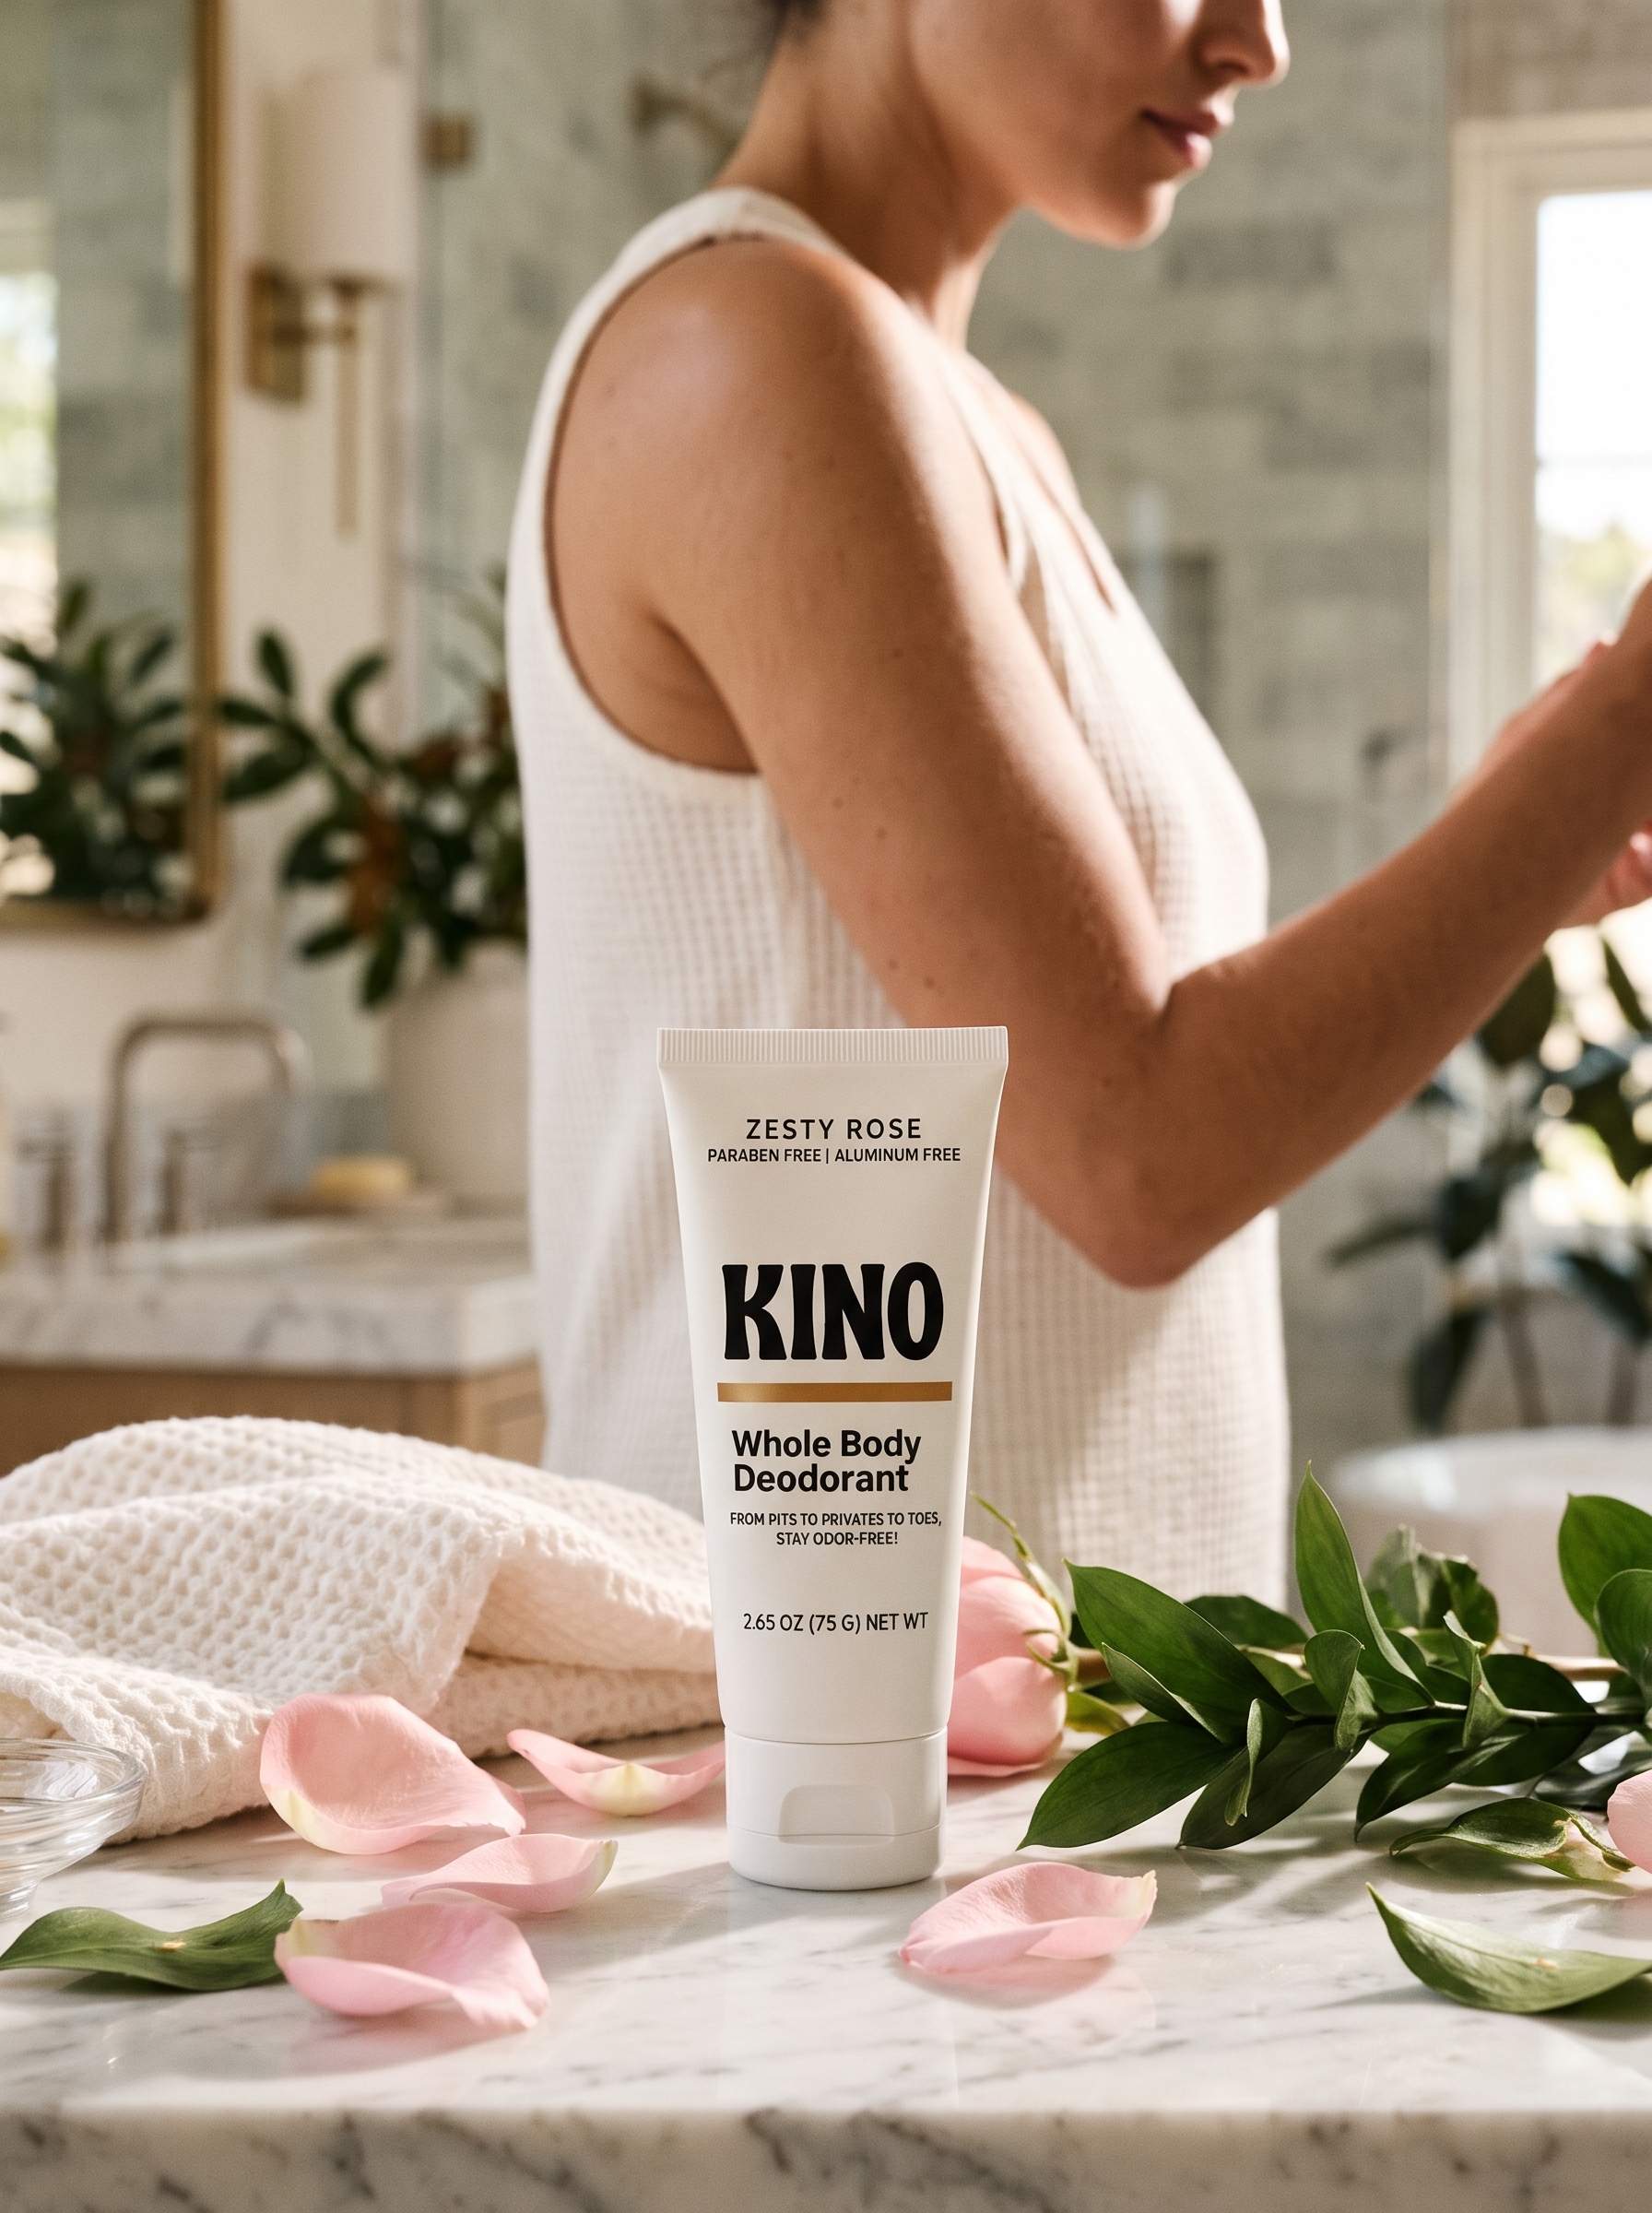 ZESTY ROSE
PARABEN FREE | ALUMINUM FREE
KINO
Whole Body
Deodorant
FROM PITS TO PRIVATES TO TOES,
STAY ODOR-FREE!
2.65 OZ (75 G) NET WT